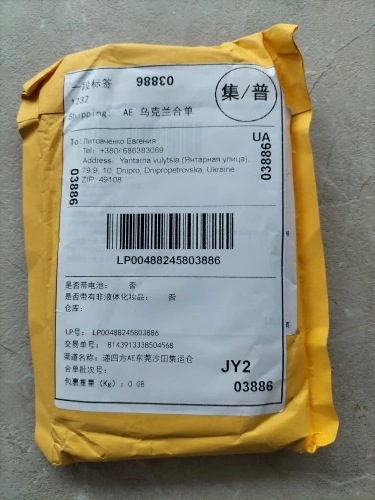 一段标签
03886
1232
集/普
Shipping: AE 乌克兰合单
To:Литовченко Евгения
Tel: +380/ 686383069
Address: Yantarna vulytsia (Янтарная улица),
79.9, 10, Dnipro, Dnipropetrovska, Ukraine
ZIP: 49108
UA
03886
03886
LP00488245803886
是否带电池: 否
是否带有非液体化妆品: 否
仓库:
LP号: LP00488245803886
交易单号: 8143913338504568
渠道名称: 递四方AE东莞沙田集运仓
合单批次号:
包裹重量 (Kg): 0.08
JY2
03886